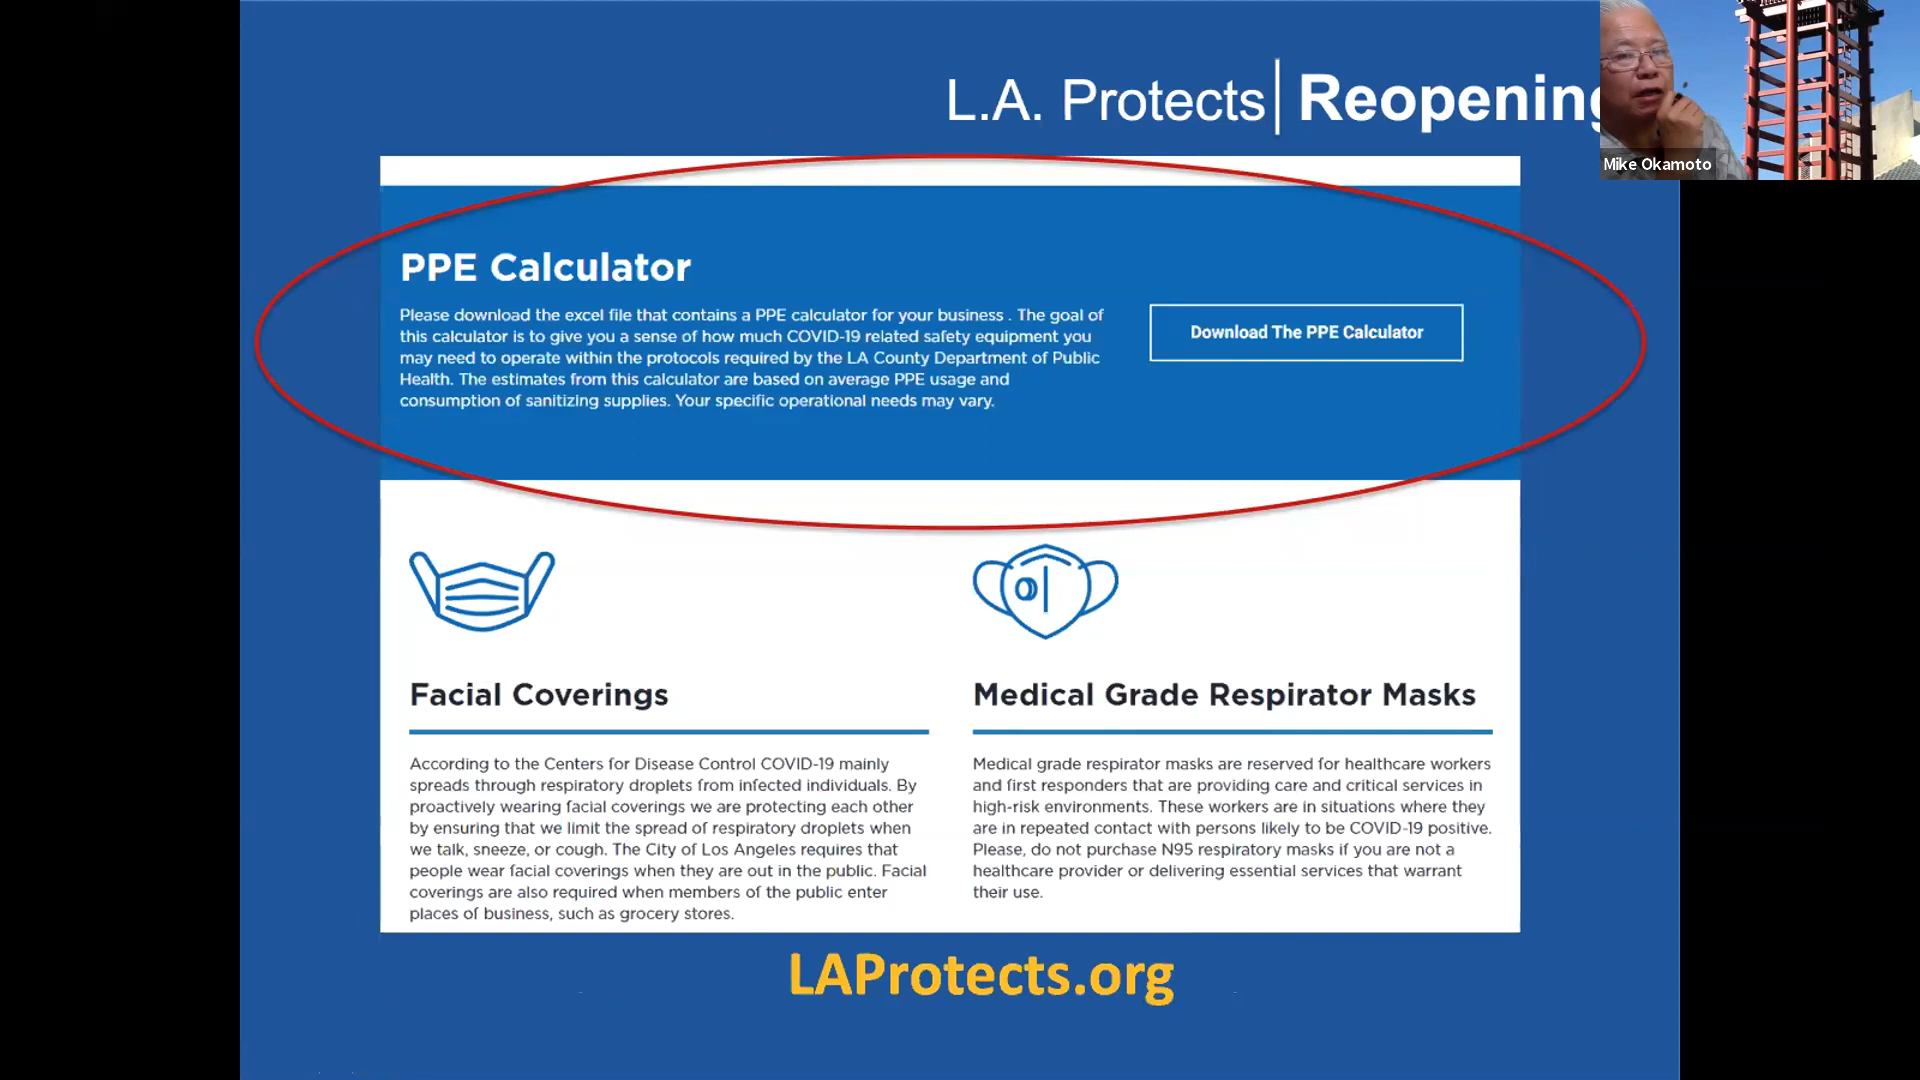 L.A. Protects | Reopening
Mike Okamoto
PPE Calculator
Please download the excel file that contains a PPE calculator for your business . The goal of
this calculator is to give you a sense of how much COVID-19 related safety equipment you
may need to operate within the protocols required by the LA County Department of Public
Health. The estimates from this calculator are based on average PPE usage and
consumption of sanitizing supplies. Your specific operational needs may vary.
Download The PPE Calculator
Facial Coverings
According to the Centers for Disease Control COVID-19 mainly
spreads through respiratory droplets from infected individuals. By
proactively wearing facial coverings we are protecting each other
by ensuring that we limit the spread of respiratory droplets when
we talk, sneeze, or cough. The City of Los Angeles requires that
people wear facial coverings when they are out in the public. Facial
coverings are also required when members of the public enter
places of business, such as grocery stores.
Medical Grade Respirator Masks
Medical grade respirator masks are reserved for healthcare workers
and first responders that are providing care and critical services in
high-risk environments. These workers are in situations where they
are in repeated contact with persons likely to be COVID-19 positive.
Please, do not purchase N95 respiratory masks if you are not a
healthcare provider or delivering essential services that warrant
their use.
LAProtects.org